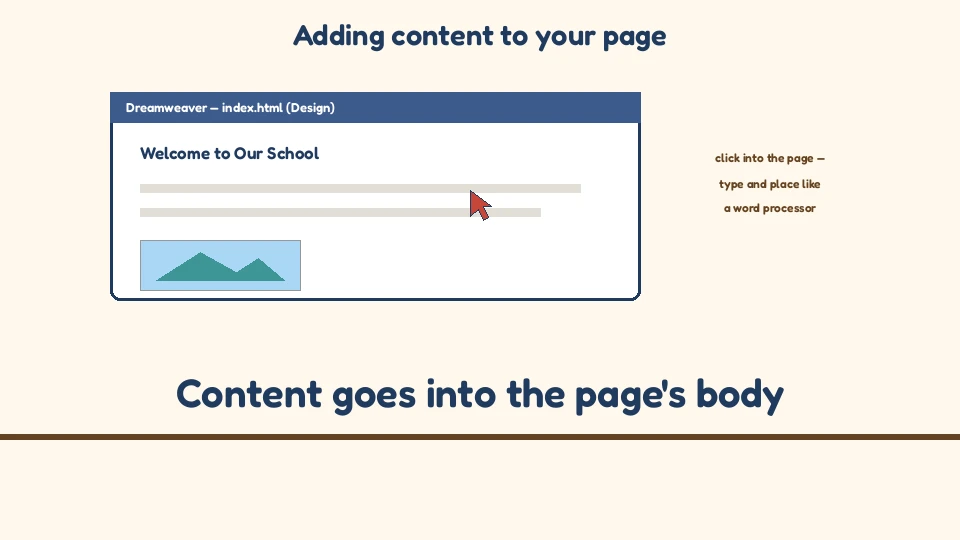 Adding content to your page
Dreamweaver — index.html (Design)
Welcome to Our School
click into the page —
type and place like
a word processor
Content goes into the page's body